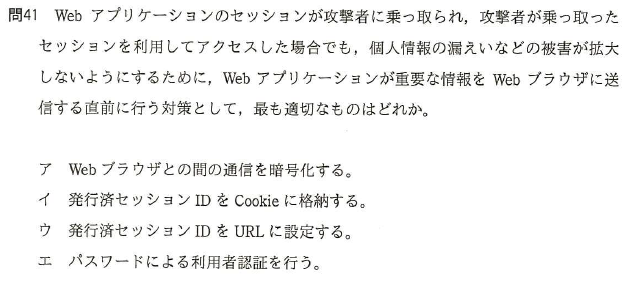 問41 Web アプリケーションのセッションが攻撃者に乗っ取られ，攻撃者が乗っ取った
セッションを利用してアクセスした場合でも，個人情報の漏えいなどの被害が拡大
しないようにするために，Web アプリケーションが重要な情報を Web ブラウザに送
信する直前に行う対策として，最も適切なものはどれか。
ア Web ブラウザとの間の通信を暗号化する。
イ 発行済セッション ID を Cookie に格納する。
ウ 発行済セッション ID を URL に設定する。
エ パスワードによる利用者認証を行う。